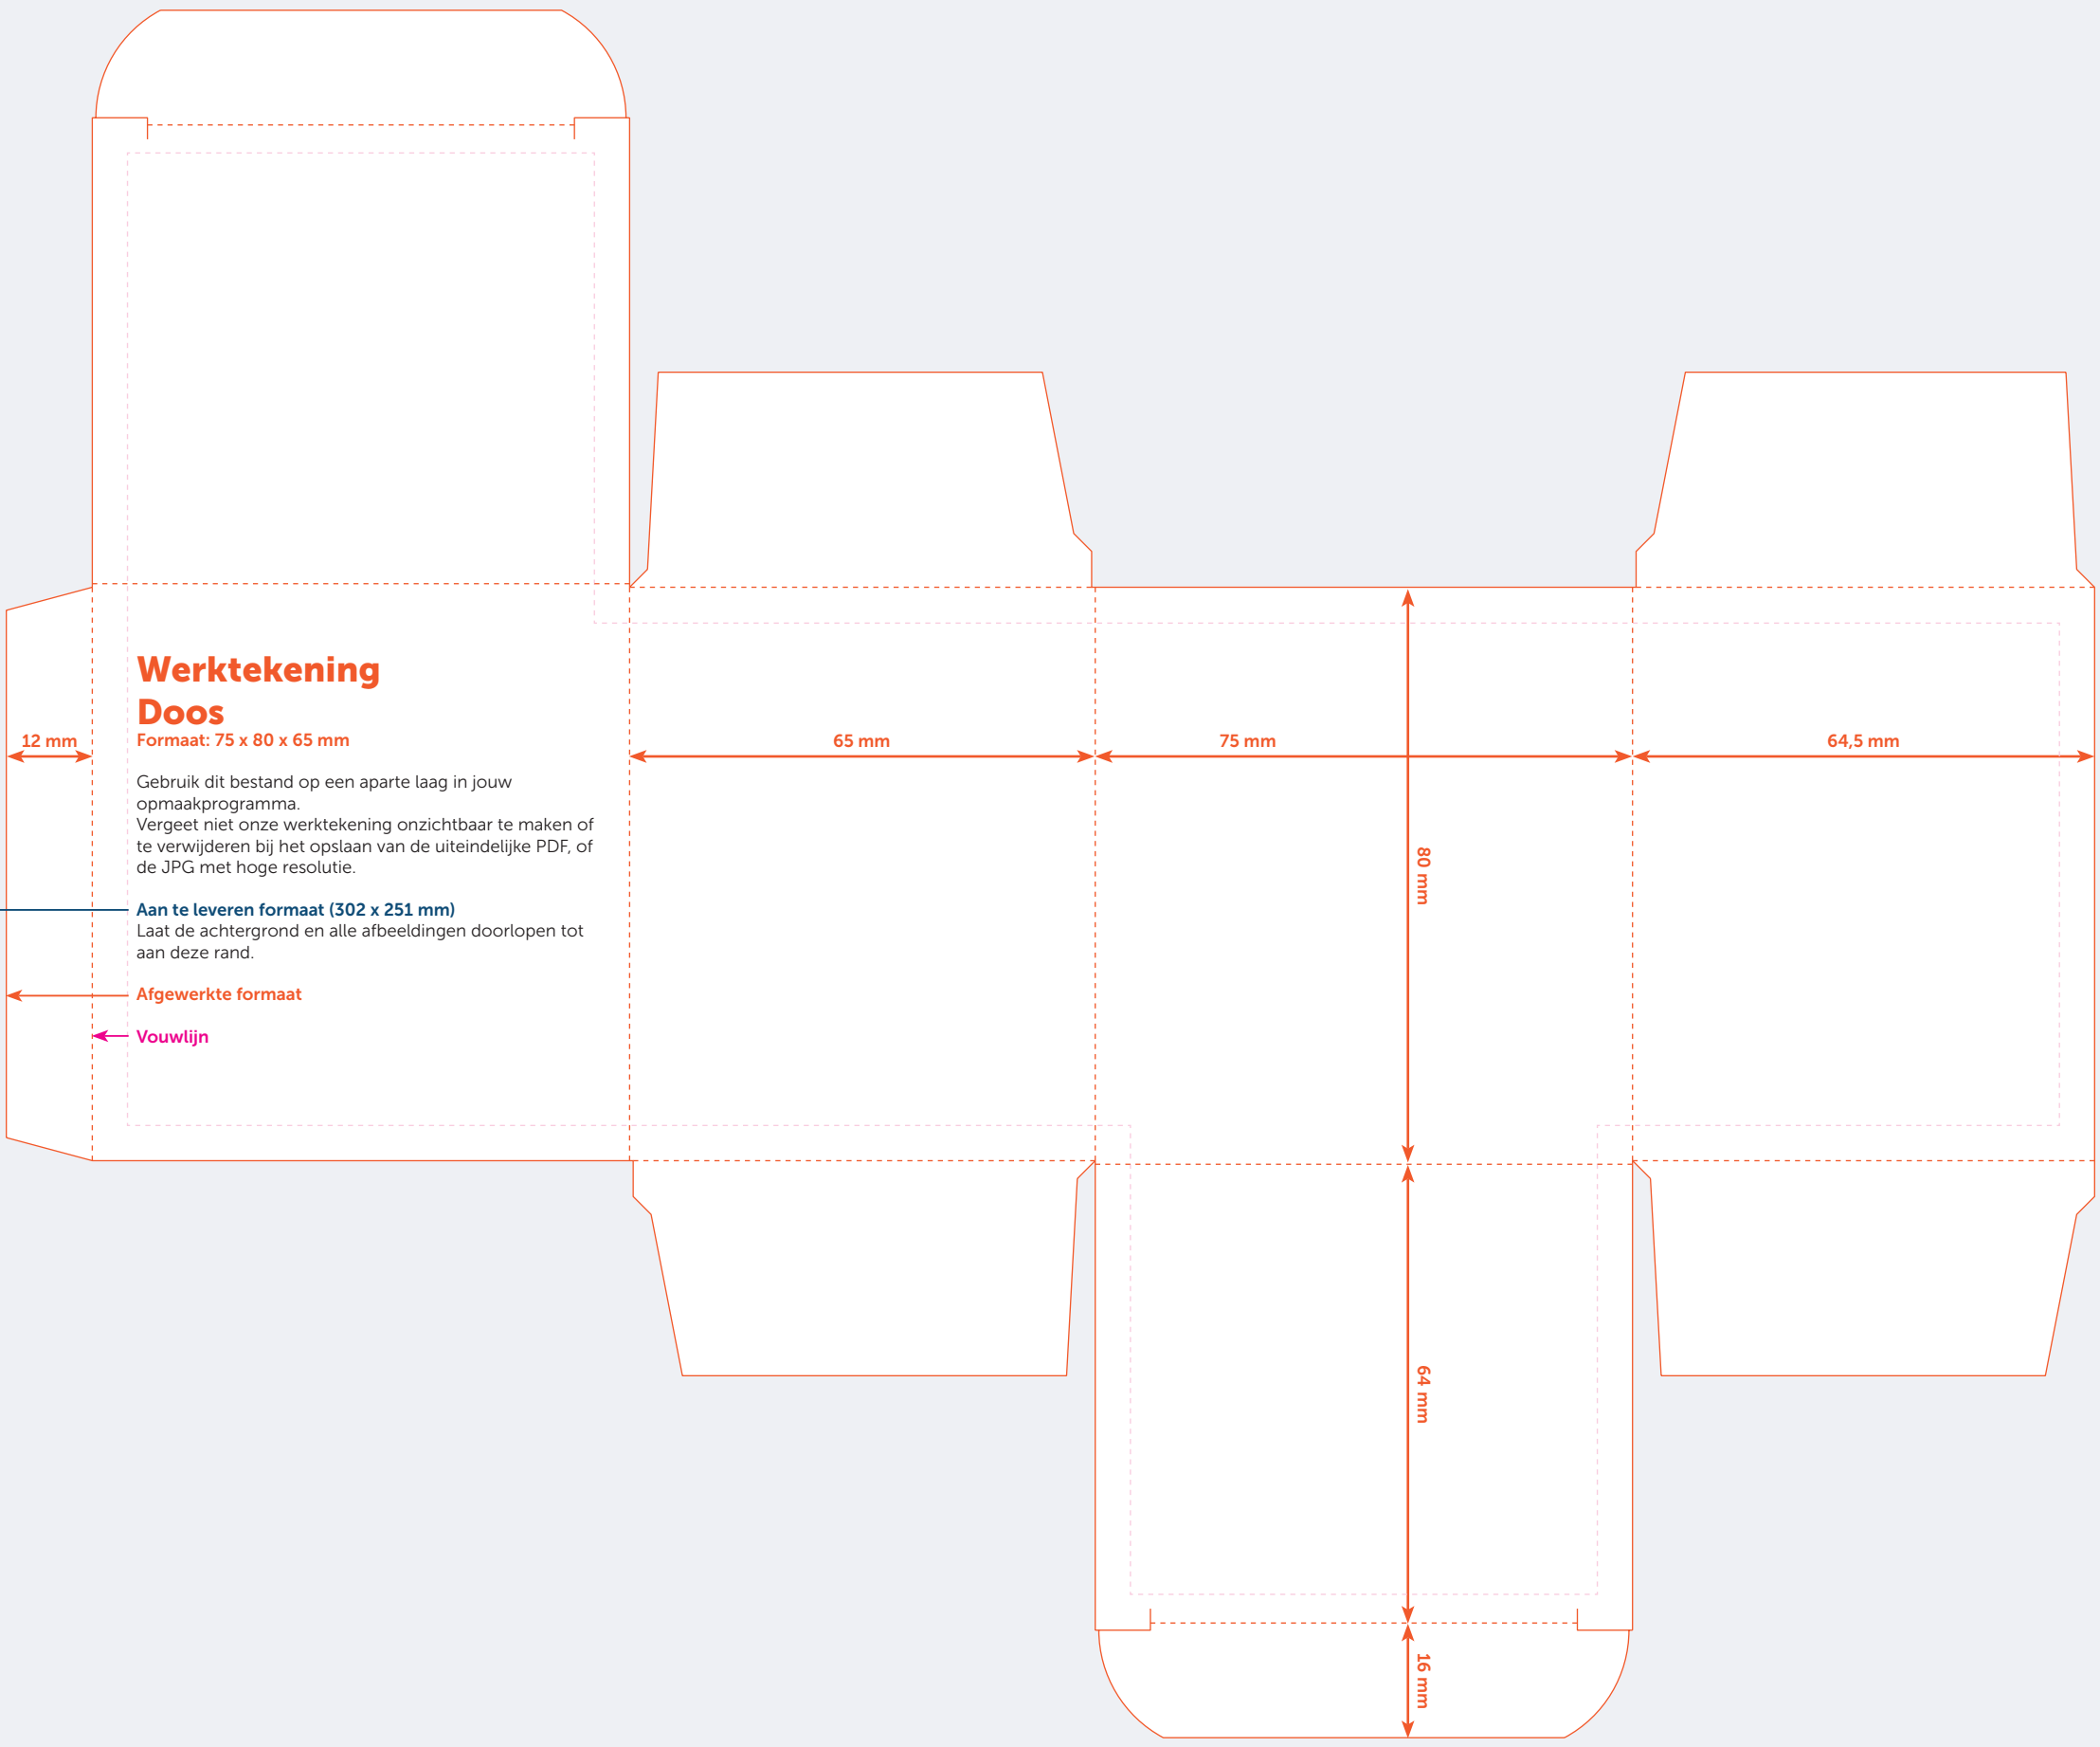 Werktekening
Doos
Formaat: 75 x 80 x 65 mm
12 mm
65 mm
75 mm
64,5 mm
Gebruik dit bestand op een aparte laag in jouw
opmaakprogramma.
Vergeet niet onze werktekening onzichtbaar te maken of
te verwijderen bij het opslaan van de uiteindelijke PDF, of
de JPG met hoge resolutie.
80 mm
Aan te leveren formaat (302 x 251 mm)
Laat de achtergrond en alle afbeeldingen doorlopen tot
aan deze rand.
Afgewerkte formaat
Vouwlijn
64 mm
16 mm